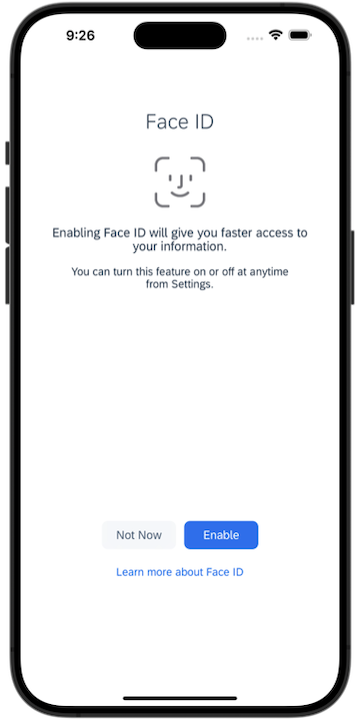 9:26
Face ID
Enabling Face ID will give you faster access to
your information.
You can turn this feature on or off at anytime
from Settings.
Not Now
Enable
Learn more about Face ID